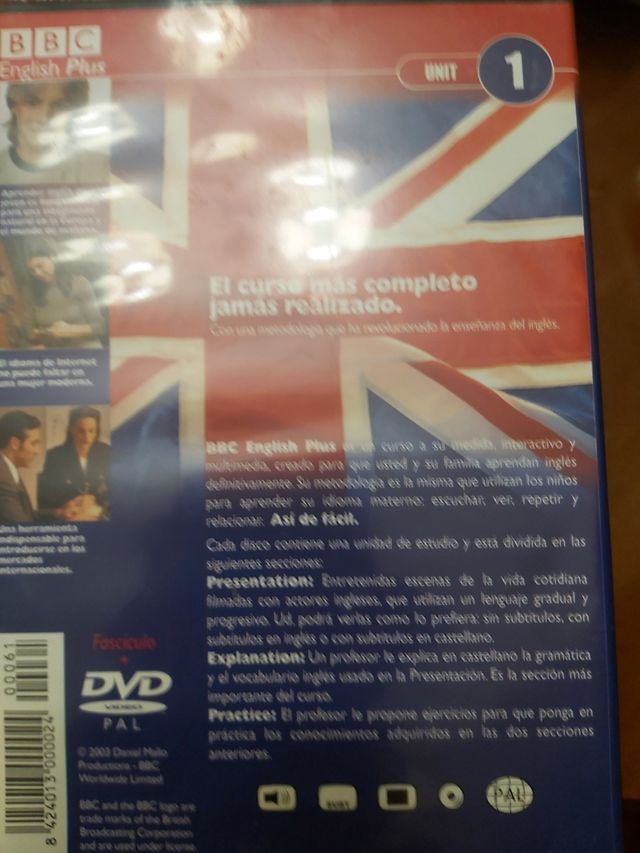 BBC
English Plus
UNIT 1
El curso más completo
jamás realizado.
Con una metodología que ha revolucionado la enseñanza del inglés.
El idioma de Internet
no puede faltar en
una mujer moderna.
Una herramienta
indispensable para
introducirse en los
mercados
internacionales.
BBC English Plus es un curso a su medida, interactivo y
multimedia, creado para que usted y su familia aprendan inglés
definitivamente. Su metodología es la misma que utilizan los niños
para aprender su idioma materno: escuchar, ver, repetir y
relacionar. Así de fácil.
Cada disco contiene una unidad de estudio y está dividida en las
siguientes secciones:
Presentation: Entretenidas escenas de la vida cotidiana
filmadas con actores ingleses, que utilizan un lenguaje gradual y
progresivo. Ud. podrá verlas como lo prefiera: sin subtítulos, con
subtítulos en inglés o con subtítulos en castellano.
Explanation: Un profesor le explica en castellano la gramática
y el vocabulario inglés usado en la Presentación. Es la sección más
importante del curso.
Practice: El profesor le propone ejercicios para que ponga en
práctica los conocimientos adquiridos en las dos secciones
anteriores.
Fascículo
+
DVD
VIDEO
PAL
© 2003 Daniel Mallo
Productions - BBC
Worldwide Limited
BBC and the BBC logo are
trade marks of the British
Broadcasting Corporation
and are used under license.
00061
8 424013 000024
PAL